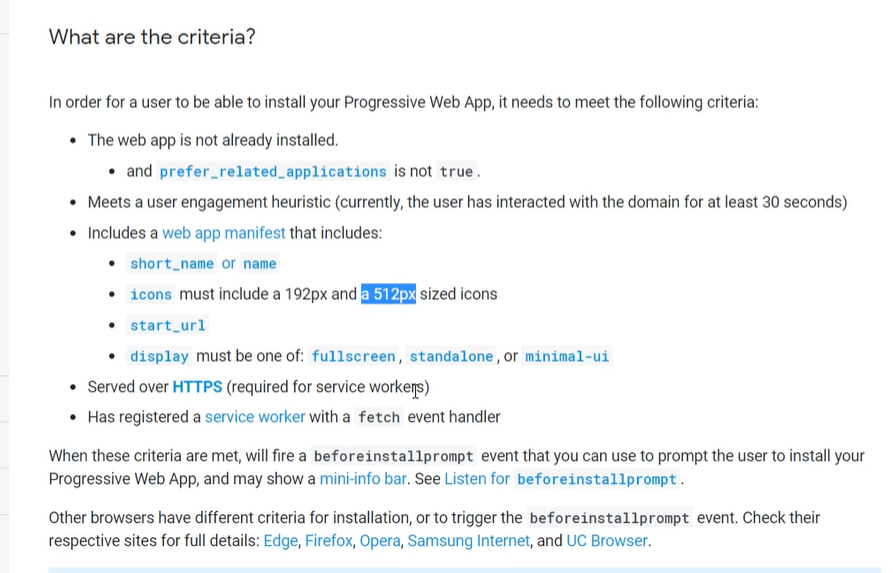 What are the criteria?
In order for a user to be able to install your Progressive Web App, it needs to meet the following criteria:
• The web app is not already installed.
• and prefer_related_applications is not true.
• Meets a user engagement heuristic (currently, the user has interacted with the domain for at least 30 seconds)
• Includes a web app manifest that includes:
• short_name or name
• icons must include a 192px and a 512px sized icons
• start_url
• display must be one of: fullscreen, standalone, or minimal-ui
• Served over HTTPS (required for service workers)
• Has registered a service worker with a fetch event handler
When these criteria are met, will fire a beforeinstallprompt event that you can use to prompt the user to install your
Progressive Web App, and may show a mini-info bar. See Listen for beforeinstallprompt.
Other browsers have different criteria for installation, or to trigger the beforeinstallprompt event. Check their
respective sites for full details: Edge, Firefox, Opera, Samsung Internet, and UC Browser.